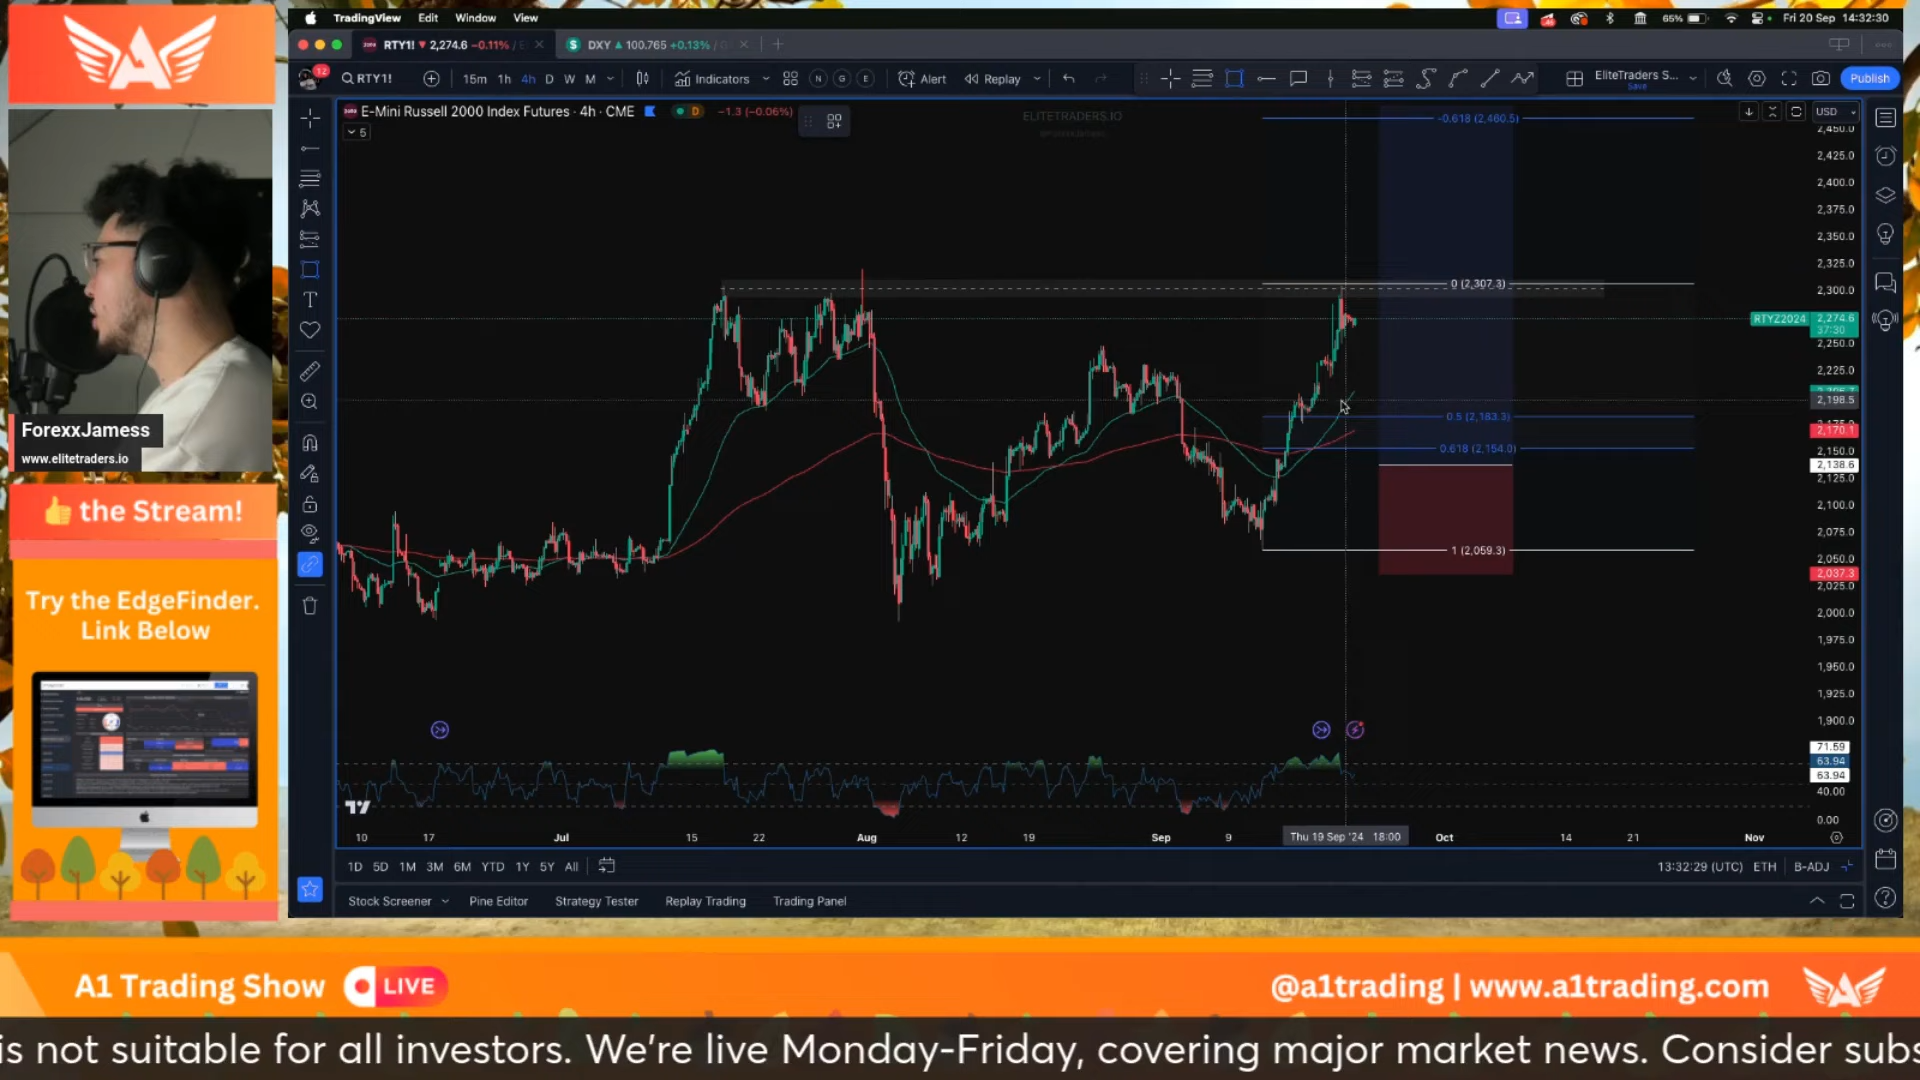 TradingView Edit Window View
65% Fri 20 Sep 14:32:30
RTY1! ▼ 2,274.6 −0.11% / E
DXY ▲ 100.765 +0.13% /
12
RTY1!
15m 1h 4h D W M
Indicators
N G E
Alert
Replay
EliteTraders S...
Save
Publish
E-Mini Russell 2000 Index Futures · 4h · CME
D
−1.3 (−0.06%)
5
ELITETRADERS.IO
USD
-0.618 (2,460.5)
0 (2,307.3)
0.5 (2,183.3)
0.618 (2,154.0)
1 (2,059.3)
2,450.0
2,425.0
2,400.0
2,375.0
2,350.0
2,325.0
2,300.0
RTYZ2024 2,274.6
37:30
2,250.0
2,225.0
2,198.5
2,170.1
2,150.0
2,138.6
2,125.0
2,100.0
2,075.0
2,050.0
2,037.3
2,025.0
2,000.0
1,975.0
1,950.0
1,925.0
1,900.0
71.59
63.94
63.94
40.00
0.00
10 17 Jul 15 22 Aug 12 19 Sep 9 Thu 19 Sep '24 18:00 Oct 14 21 Nov
1D 5D 1M 3M 6M YTD 1Y 5Y All
13:32:29 (UTC) ETH B-ADJ
Stock Screener Pine Editor Strategy Tester Replay Trading Trading Panel
ForexxJamess
www.elitetraders.io
👍 the Stream!
Try the EdgeFinder.
Link Below
A1 Trading Show LIVE
@a1trading | www.a1trading.com
is not suitable for all investors. We're live Monday-Friday, covering major market news. Consider subs